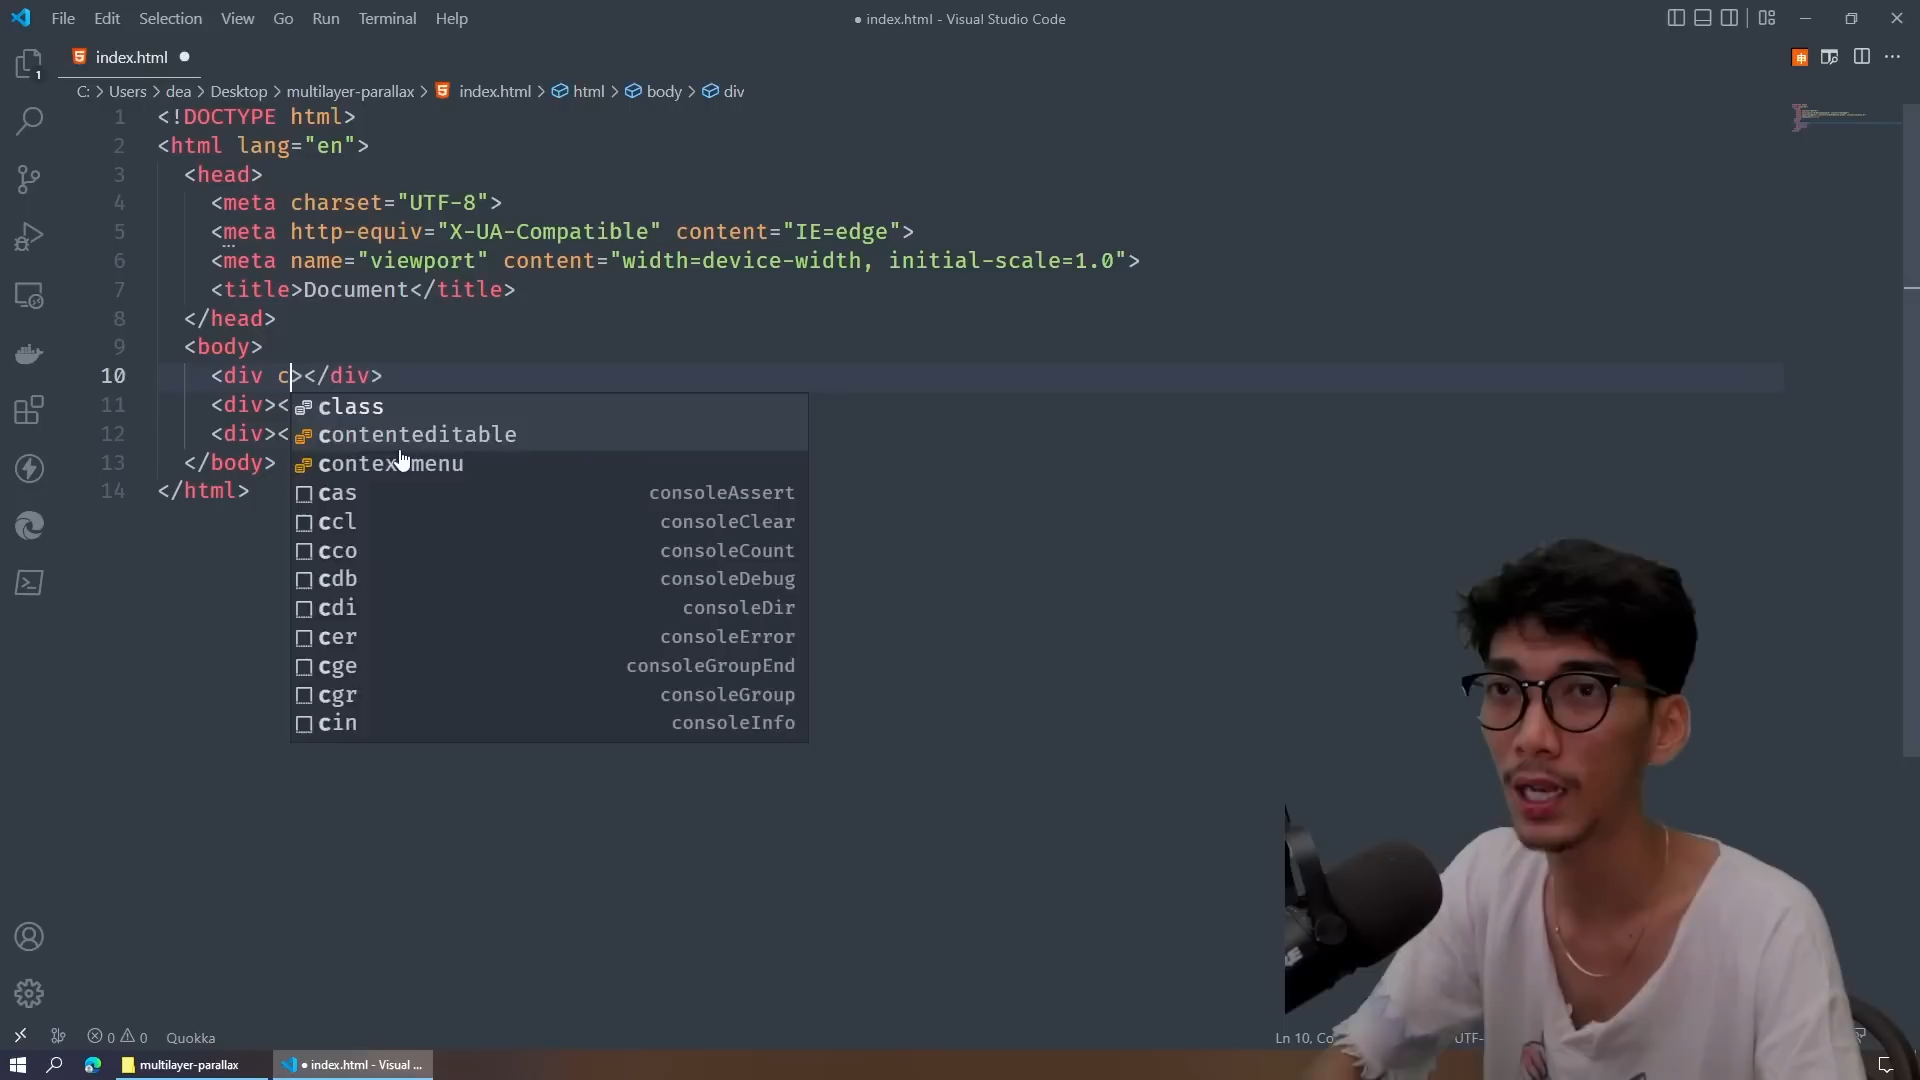 File Edit Selection View Go Run Terminal Help
● index.html - Visual Studio Code
index.html ●
C: > Users > dea > Desktop > multilayer-parallax > index.html > html > body > div
1 <!DOCTYPE html>
2 <html lang="en">
3 <head>
4 <meta charset="UTF-8">
5 <meta http-equiv="X-UA-Compatible" content="IE=edge">
6 <meta name="viewport" content="width=device-width, initial-scale=1.0">
7 <title>Document</title>
8 </head>
9 <body>
10 <div c></div>
11 <div><
12 <div><
13 </body>
14 </html>
class
contenteditable
contextmenu
cas consoleAssert
ccl consoleClear
cco consoleCount
cdb consoleDebug
cdi consoleDir
cer consoleError
cge consoleGroupEnd
cgr consoleGroup
cin consoleInfo
1
0 0 Quokka
Ln 10, Co
UTF-
multilayer-parallax
● index.html - Visual ...